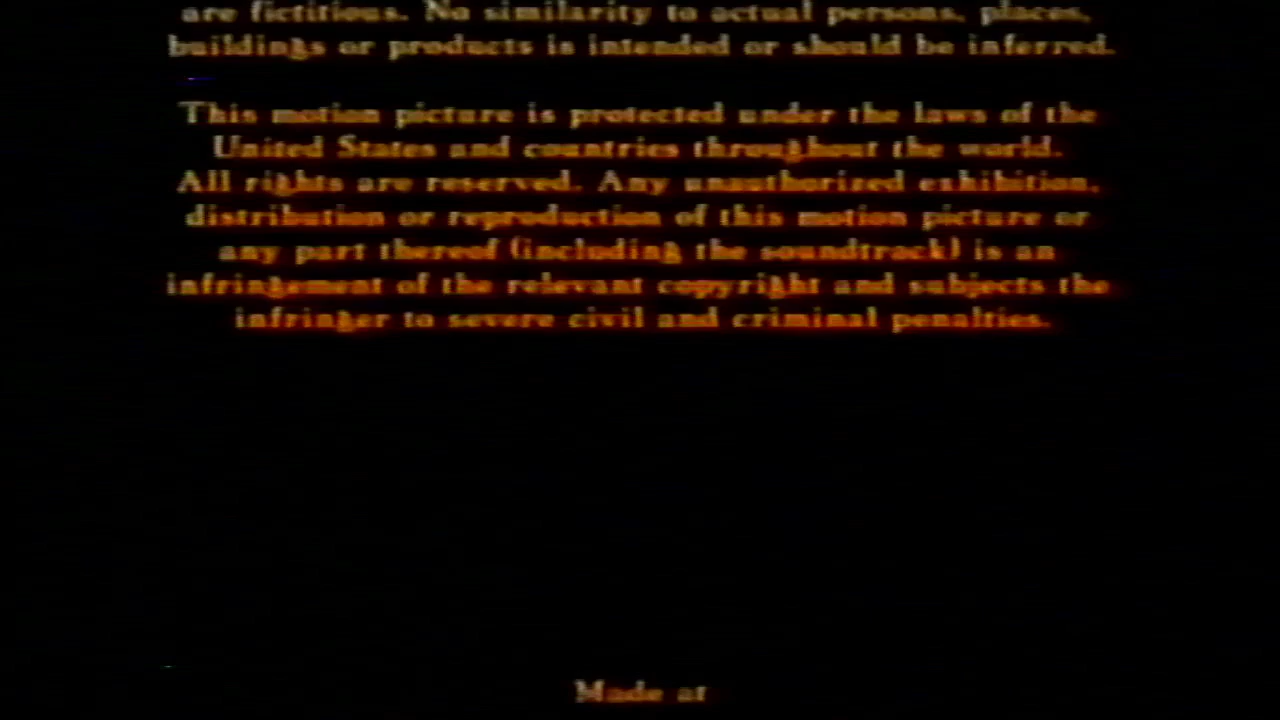 are fictitious. No similarity to actual persons, places,
buildings or products is intended or should be inferred.
This motion picture is protected under the laws of the
United States and countries throughout the world.
All rights are reserved. Any unauthorized exhibition,
distribution or reproduction of this motion picture or
any part thereof (including the soundtrack) is an
infringement of the relevant copyright and subjects the
infringer to severe civil and criminal penalties.
Made at